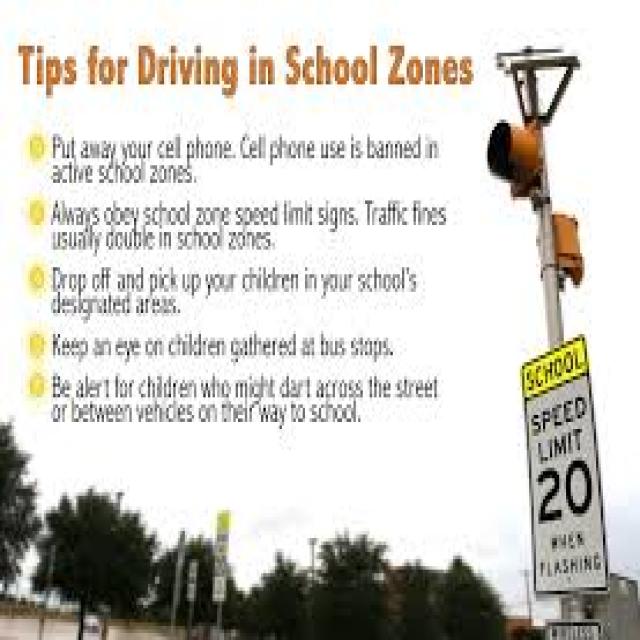 Tips for Driving in School Zones
Put away your cell phone. Cell phone use is banned in
active school zones.
Always obey school zone speed limit signs. Traffic fines
usually double in school zones.
Drop off and pick up your children in your school's
designated areas.
Keep an eye on children gathered at bus stops.
Be alert for children who might dart across the street
or between vehicles on their way to school.
SCHOOL
SPEED
LIMIT
20
WHEN
FLASHING